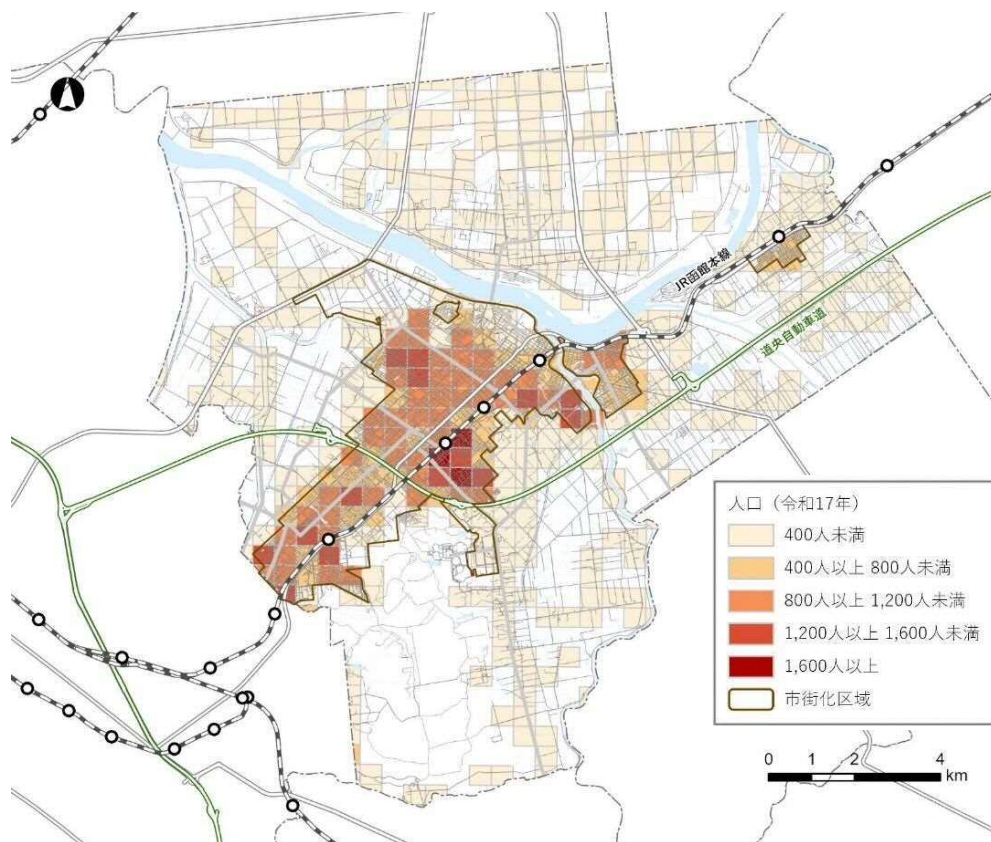 JR函館本線
道央自動車道
人口（令和17年）
400人未満
400人以上 800人未満
800人以上 1,200人未満
1,200人以上 1,600人未満
1,600人以上
市街化区域
0 1 2 4
km